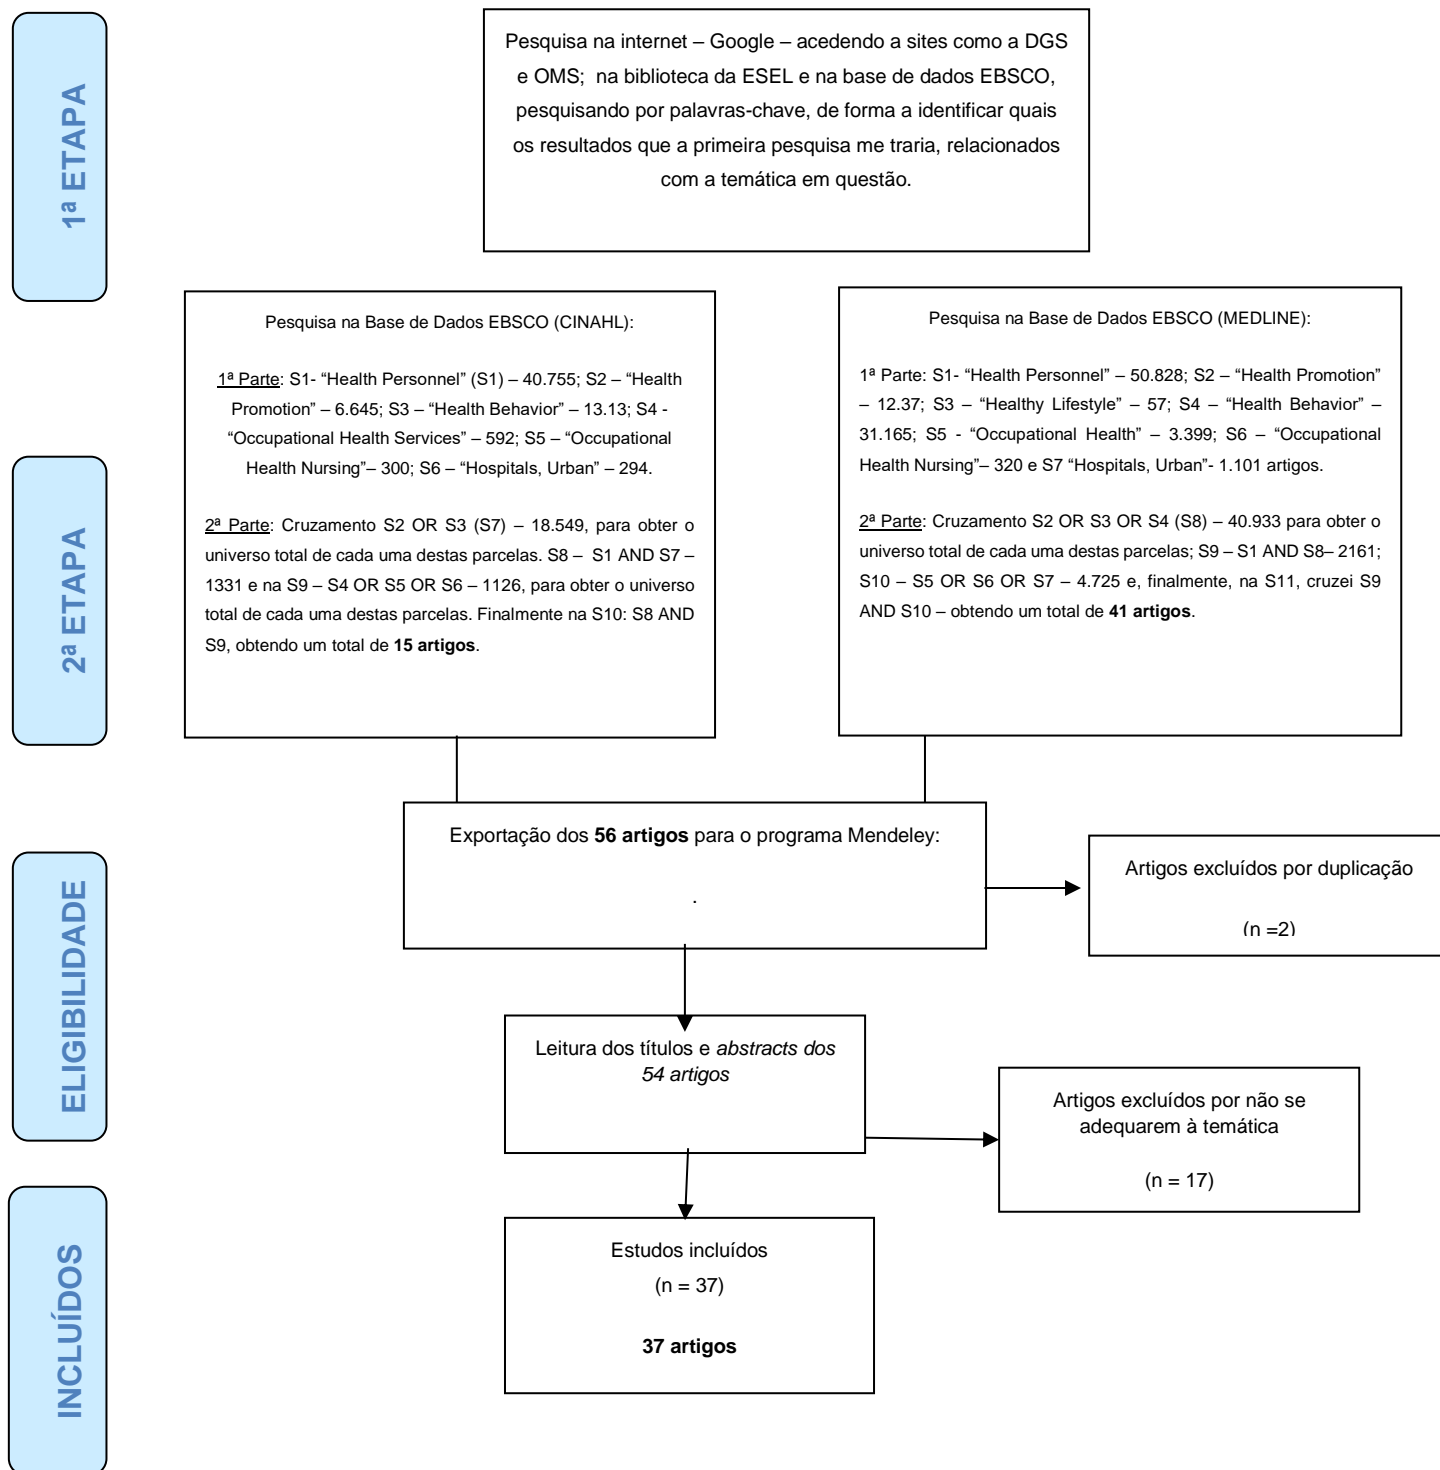 1ª ETAPA
Pesquisa na internet – Google – acedendo a sites como a DGS
e OMS;  na biblioteca da ESEL e na base de dados EBSCO,
pesquisando por palavras-chave, de forma a identificar quais
os resultados que a primeira pesquisa me traria, relacionados
com a temática em questão.
2ª ETAPA
Pesquisa na Base de Dados EBSCO (CINAHL):
1ª Parte: S1- “Health Personnel” (S1) – 40.755; S2 – “Health
Promotion” – 6.645; S3 – “Health Behavior” – 13.13; S4 -
“Occupational Health Services” – 592; S5 – “Occupational
Health Nursing”– 300; S6 – “Hospitals, Urban” – 294.
2ª Parte: Cruzamento S2 OR S3 (S7) – 18.549, para obter o
universo total de cada uma destas parcelas. S8 –  S1 AND S7 –
1331 e na S9 – S4 OR S5 OR S6 – 1126, para obter o universo
total de cada uma destas parcelas. Finalmente na S10: S8 AND
S9, obtendo um total de 15 artigos.
Pesquisa na Base de Dados EBSCO (MEDLINE):
1ª Parte: S1- “Health Personnel” – 50.828; S2 – “Health Promotion”
– 12.37; S3 – “Healthy Lifestyle” – 57; S4 – “Health Behavior” –
31.165; S5 - “Occupational Health” – 3.399; S6 – “Occupational
Health Nursing”– 320 e S7 “Hospitals, Urban”- 1.101 artigos.
2ª Parte: Cruzamento S2 OR S3 OR S4 (S8) – 40.933 para obter o
universo total de cada uma destas parcelas; S9 – S1 AND S8– 2161;
S10 – S5 OR S6 OR S7 – 4.725 e, finalmente, na S11, cruzei S9
AND S10 – obtendo um total de 41 artigos.
ELIGIBILIDADE
Exportação dos 56 artigos para o programa Mendeley:
.
Artigos excluídos por duplicação
(n =2)
Leitura dos títulos e abstracts dos
54 artigos
Artigos excluídos por não se
adequarem à temática
(n = 17)
INCLUÍDOS
Estudos incluídos
(n = 37)
37 artigos